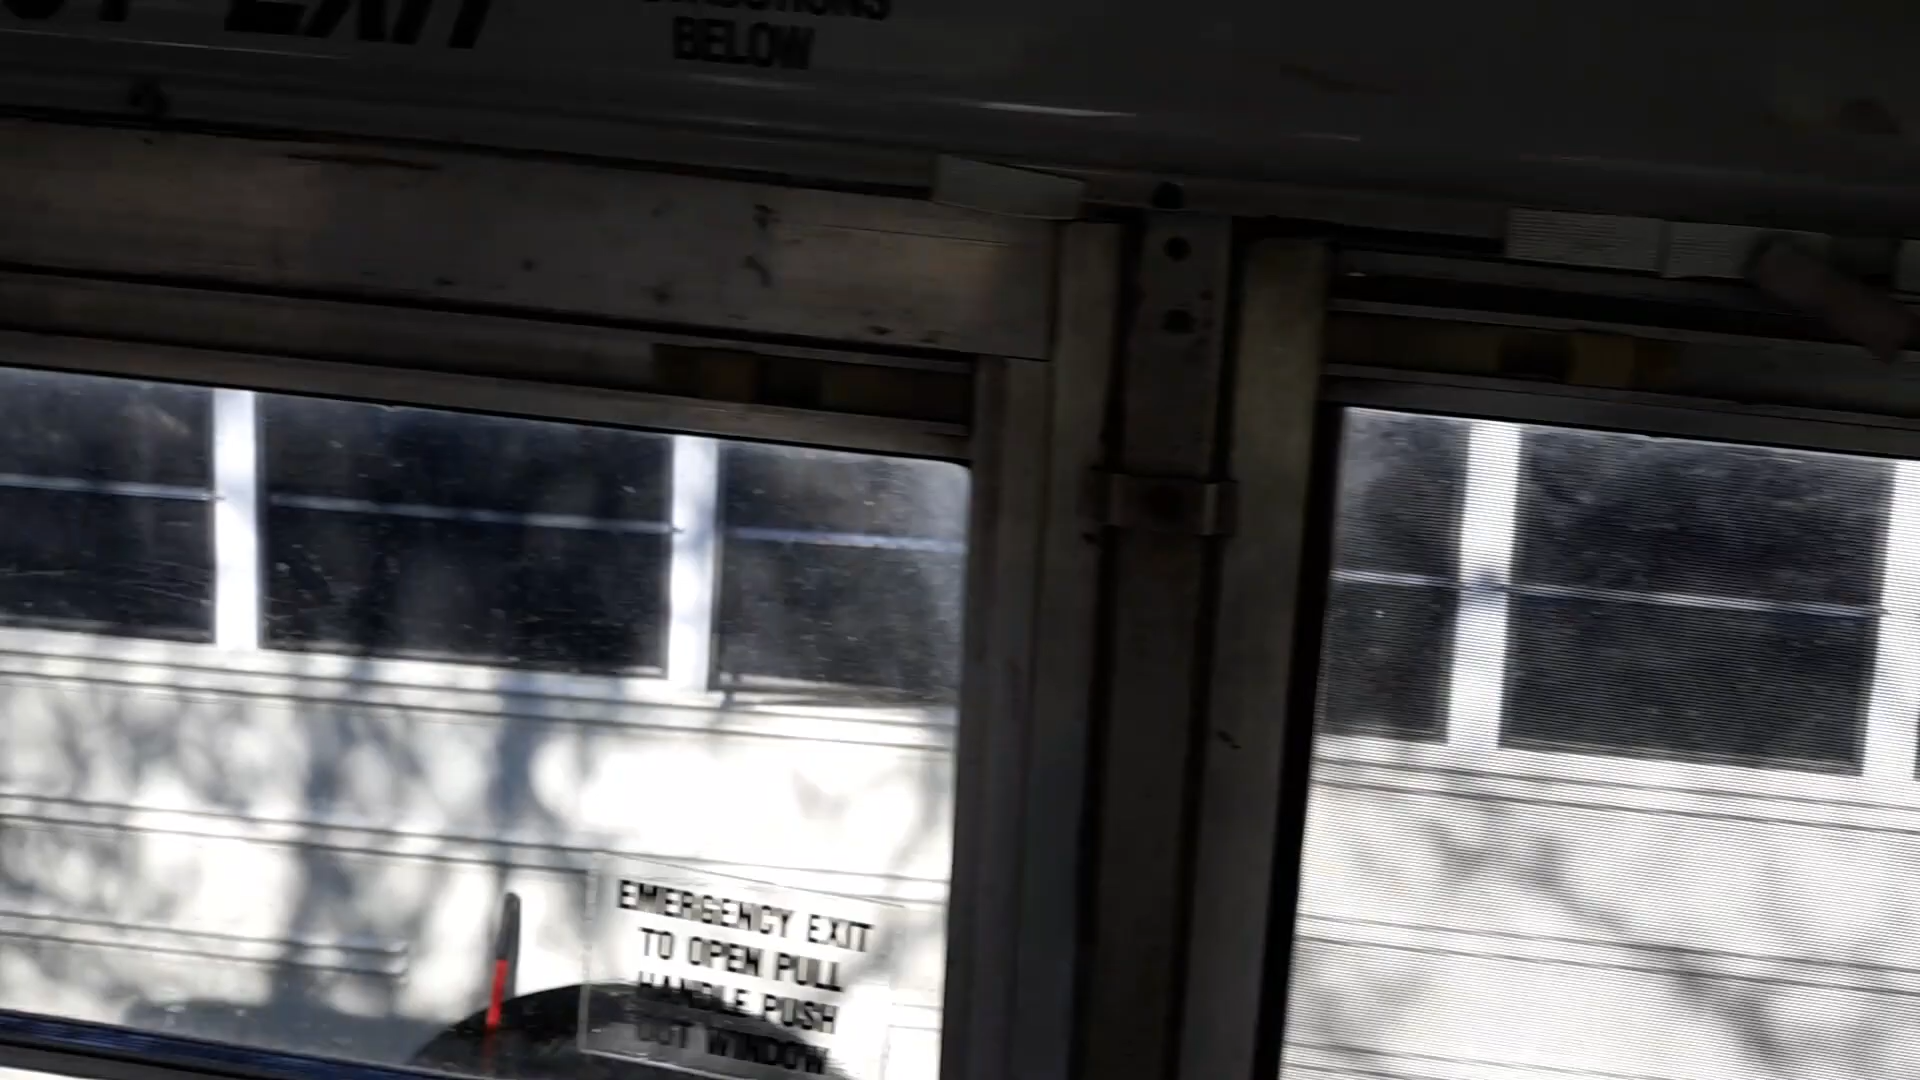 EXIT
BELOW
EMERGENCY EXIT
TO OPEN PULL
HANDLE PUSH
OUT WINDOW